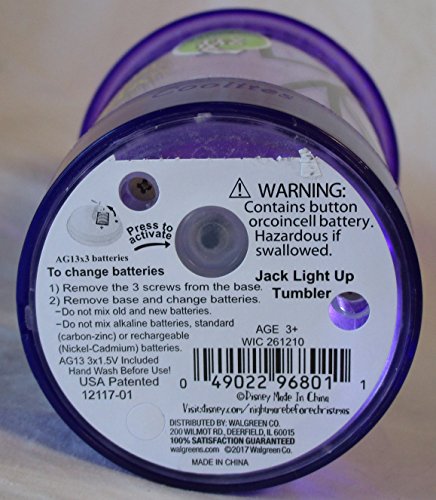 Coolites
WARNING:
Contains button
orcoincell battery.
Hazardous if
swallowed.
Press to
activate
AG13x3 batteries
To change batteries
1) Remove the 3 screws from the base.
2) Remove base and change batteries.
-Do not mix old and new batteries.
-Do not mix alkaline batteries, standard
(carbon-zinc) or rechargeable
(Nickel-Cadmium) batteries.
AG13 3x1.5V Included
Hand Wash Before Use!
USA Patented
12117-01
Jack Light Up
Tumbler
AGE 3+
WIC 261210
0 49022 96801 1
©Disney Made In China
Visit:disney.com/nightmarebeforechristmas
DISTRIBUTED BY: WALGREEN CO.
200 WILMOT RD., DEERFIELD, IL 60015
100% SATISFACTION GUARANTEED
walgreens.com ©2017 Walgreen Co.
MADE IN CHINA